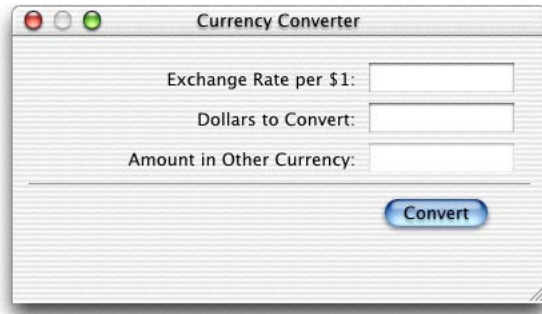 Currency Converter
Exchange Rate per $1:
Dollars to Convert:
Amount in Other Currency:
Convert